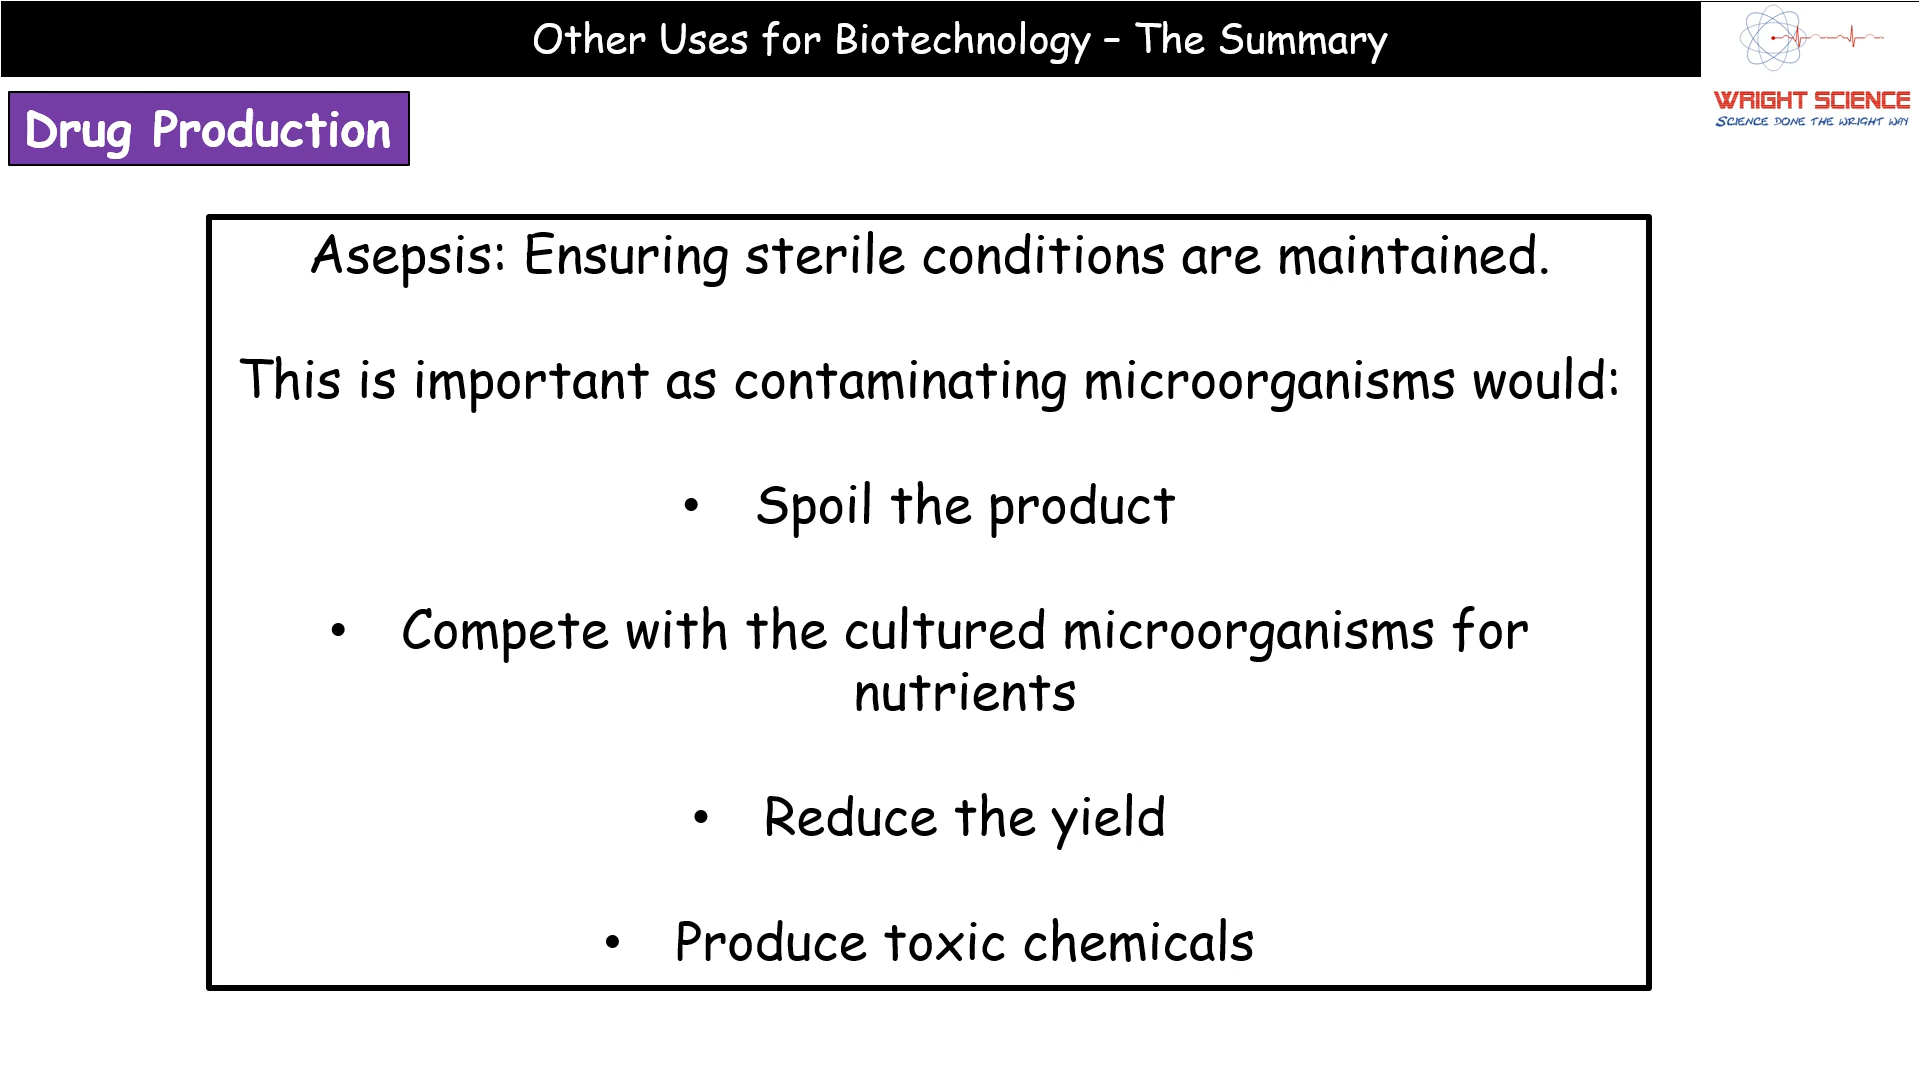 Other Uses for Biotechnology – The Summary
WRIGHT SCIENCE
SCIENCE DONE THE WRIGHT WAY
Drug Production
Asepsis: Ensuring sterile conditions are maintained.
This is important as contaminating microorganisms would:
• Spoil the product
• Compete with the cultured microorganisms for
nutrients
• Reduce the yield
• Produce toxic chemicals